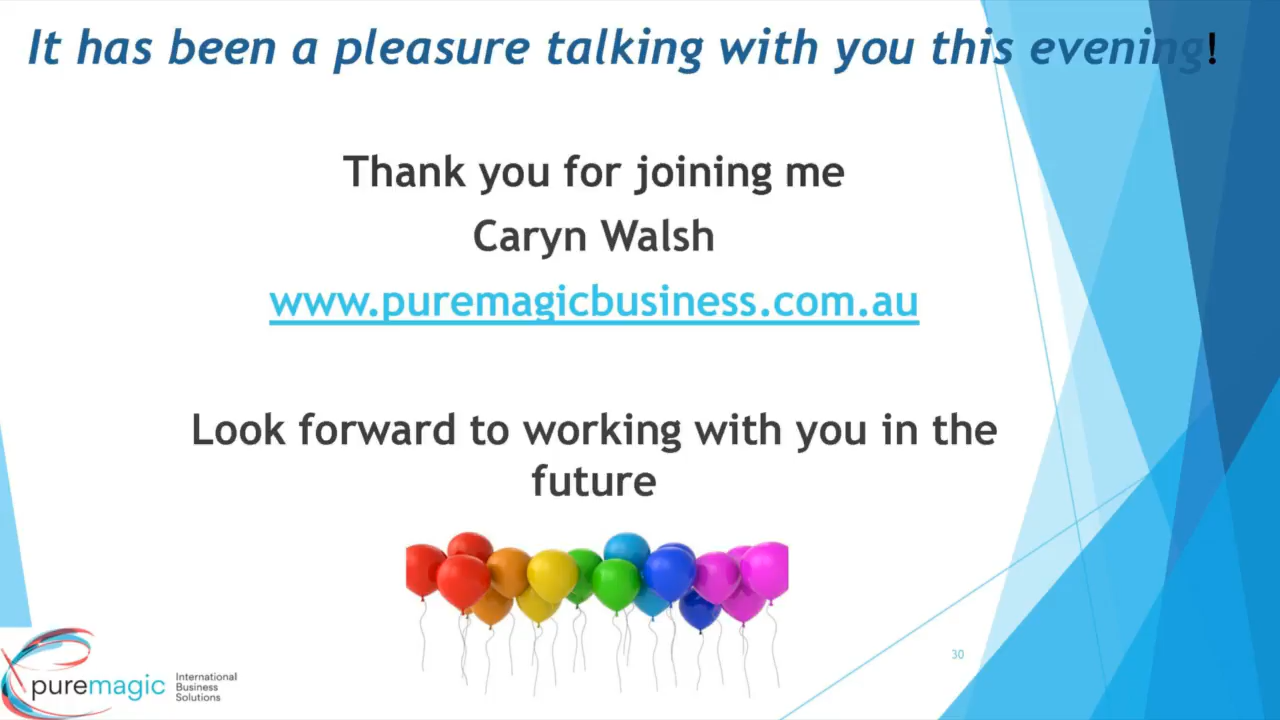 It has been a pleasure talking with you this evening!
Thank you for joining me
Caryn Walsh
www.puremagicbusiness.com.au
Look forward to working with you in the
future
30
puremagic
International
Business
Solutions